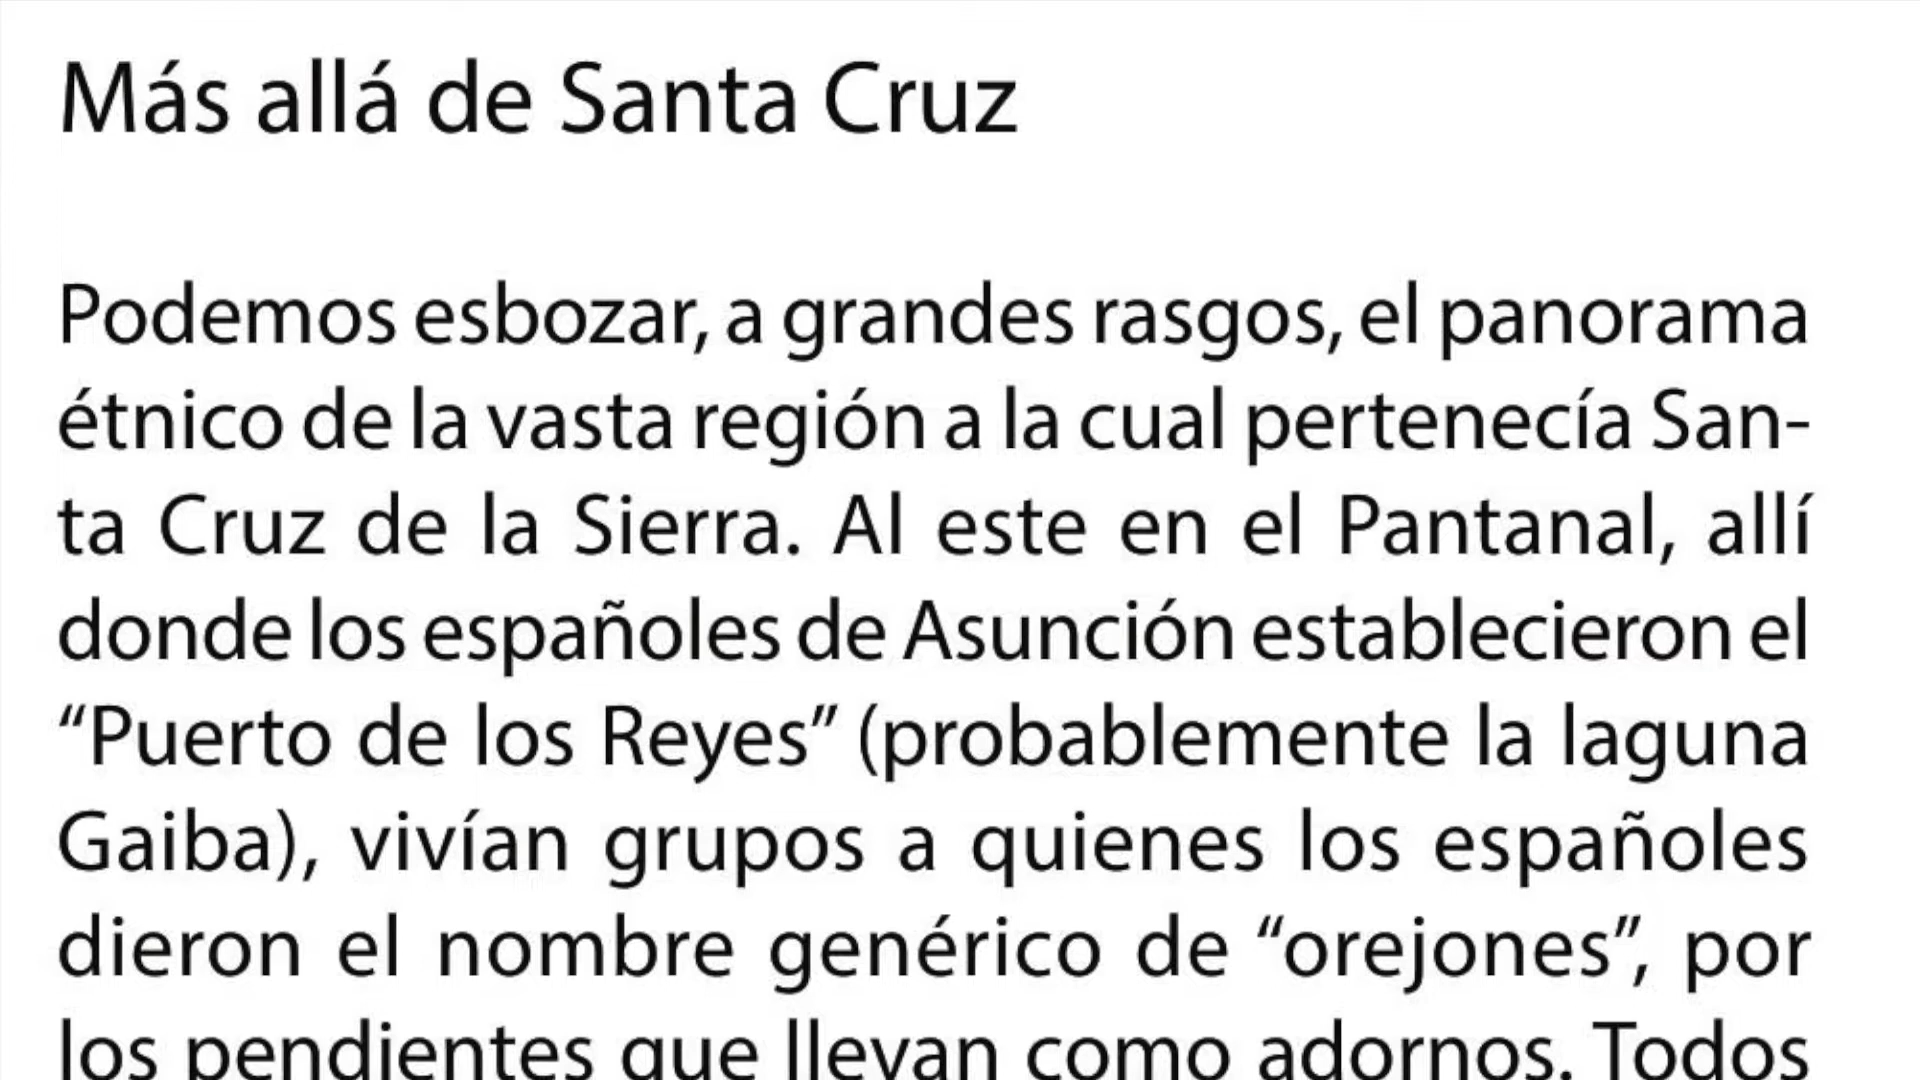 Más allá de Santa Cruz
Podemos esbozar, a grandes rasgos, el panorama
étnico de la vasta región a la cual pertenecía San-
ta Cruz de la Sierra. Al este en el Pantanal, allí
donde los españoles de Asunción establecieron el
“Puerto de los Reyes” (probablemente la laguna
Gaiba), vivían grupos a quienes los españoles
dieron el nombre genérico de “orejones”, por
los pendientes que llevan como adornos. Todos